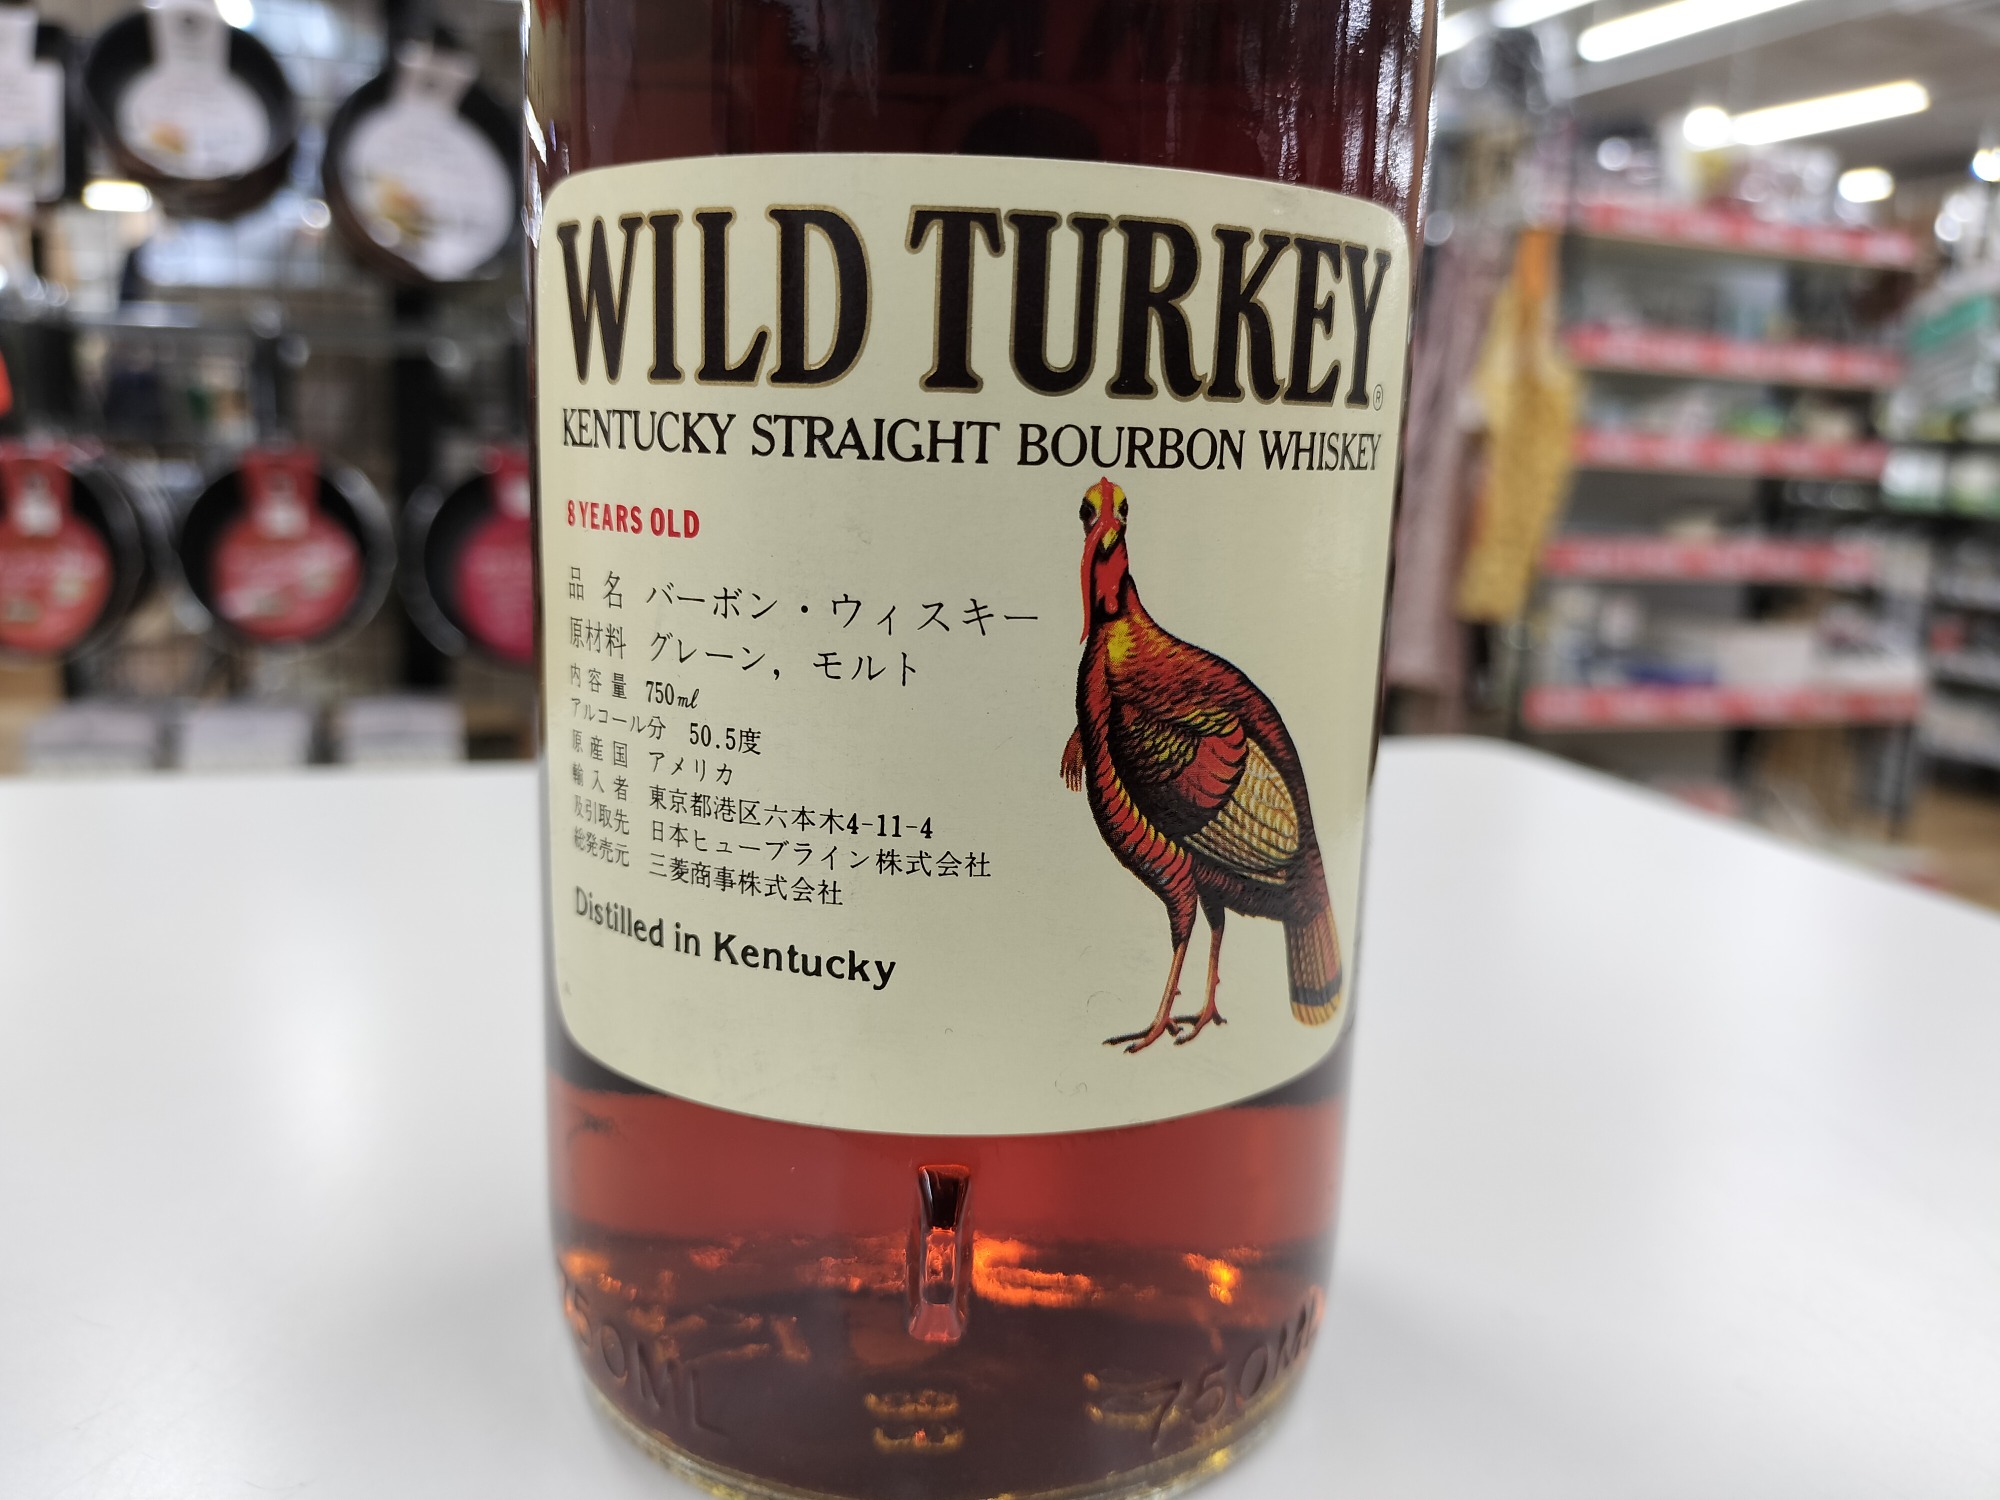 WILD TURKEY®
KENTUCKY STRAIGHT BOURBON WHISKEY
8 YEARS OLD
品名 バーボン・ウィスキー
原材料 グレーン，モルト
内容量 750ml
アルコール分 50.5度
原産国 アメリカ
輸入者 東京都港区六本木4-11-4
及引取先 日本ヒューブライン株式会社
総発売元 三菱商事株式会社
Distilled in Kentucky
750ML 750ML